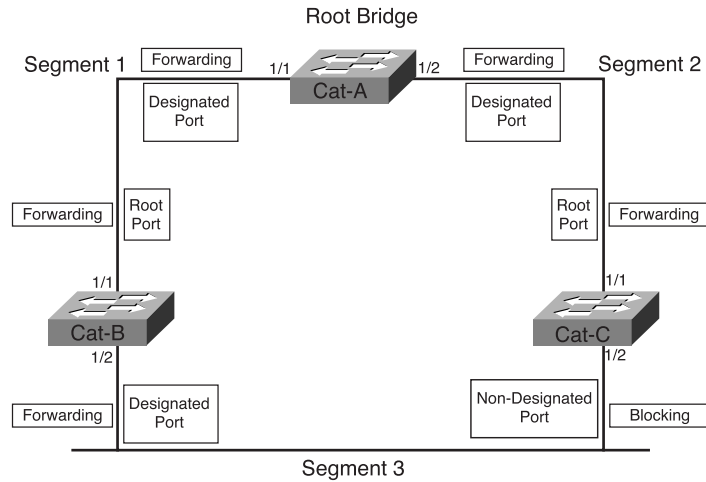 Root Bridge
Segment 1
Forwarding
1/1
1/2
Forwarding
Segment 2
Cat-A
Designated
Port
Designated
Port
Forwarding
Root
Port
Root
Port
Forwarding
1/1
1/1
Cat-B
Cat-C
1/2
1/2
Forwarding
Designated
Port
Non-Designated
Port
Blocking
Segment 3